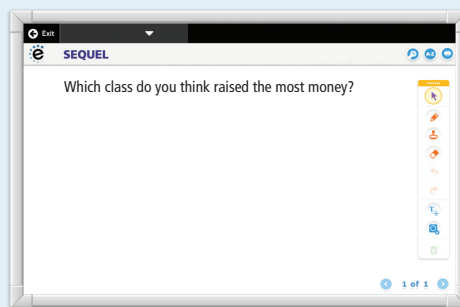 Exit
ë SEQUEL A-Z
Which class do you think raised the most money?
T
1 of 1